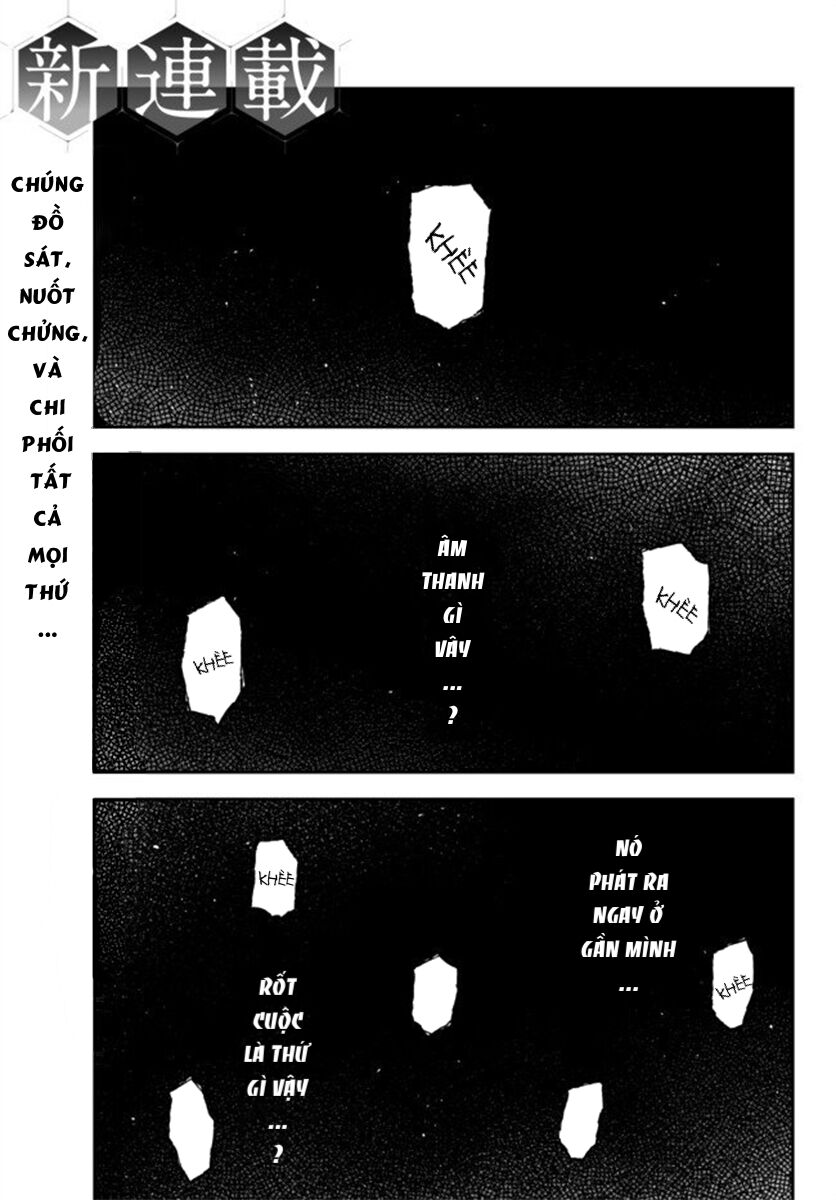 新連載
CHÚNG
ĐỒ
SÁT,
NUỐT
CHỬNG,
VÀ
CHI
PHỐI
TẤT
CẢ
MỌI
THỨ
...
KHÈE
ÂM
THANH
GÌ
VẬY
...
?
KHÈE
KHÈE
NÓ
PHÁT RA
NGAY Ở
GẦN MÌNH
...
KHÈE
KHÈE
RỐT
CUỘC
LÀ THỨ
GÌ VẬY
...
?